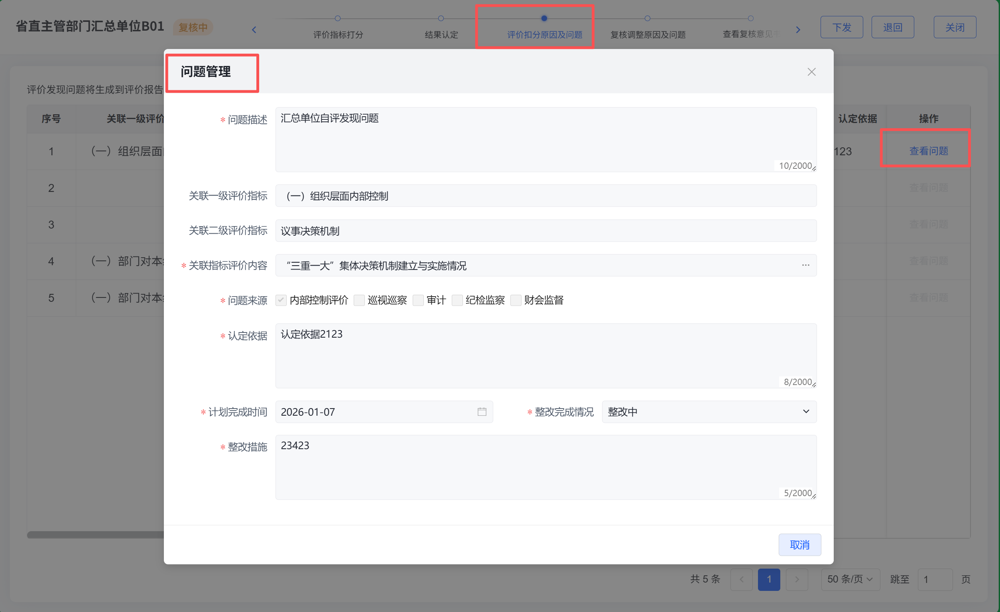 省直主管部门汇总单位B01
复核中
评价指标打分
结果认定
评价扣分原因及问题
复核调整原因及问题
查看复核意见书
下发
退回
关闭
评价发现问题将生成到评价报告
序号
关联一级评价
认定依据
操作
1
（一）组织层面
123
查看问题
2
查看问题
3
查看问题
4
（一）部门对本
查看问题
5
（一）部门对本
查看问题
问题管理
* 问题描述
汇总单位自评发现问题
10/2000
关联一级评价指标
（一）组织层面内部控制
关联二级评价指标
议事决策机制
* 关联指标评价内容
“三重一大”集体决策机制建立与实施情况
···
* 问题来源
内部控制评价 巡视巡察 审计 纪检监察 财会监督
* 认定依据
认定依据2123
8/2000
* 计划完成时间
2026-01-07
* 整改完成情况
整改中
* 整改措施
23423
5/2000
取消
共 5 条
1
50 条/页
跳至
1
页